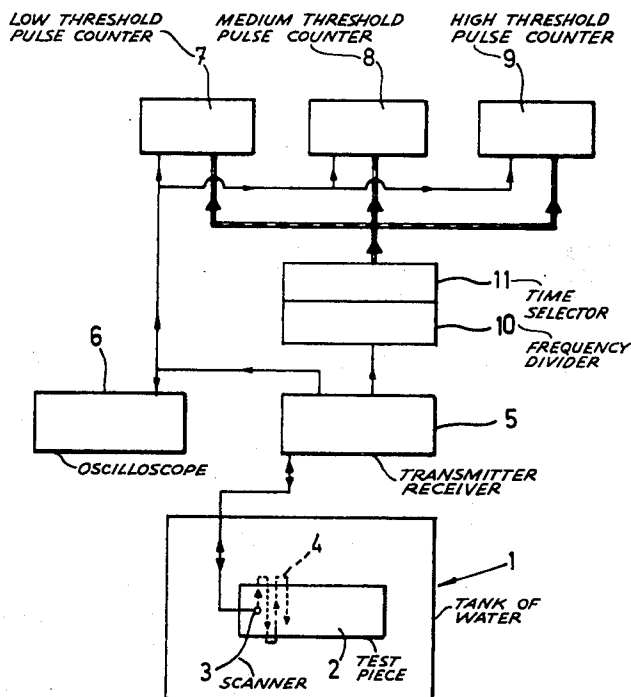 LOW THRESHOLD
PULSE COUNTER
7
MEDIUM THRESHOLD
PULSE COUNTER
8
HIGH THRESHOLD
PULSE COUNTER
9
11
TIME
SELECTOR
10
FREQUENCY
DIVIDER
6
OSCILLOSCOPE
5
TRANSMITTER
RECEIVER
4
1
TANK OF
WATER
3
SCANNER
2
TEST
PIECE